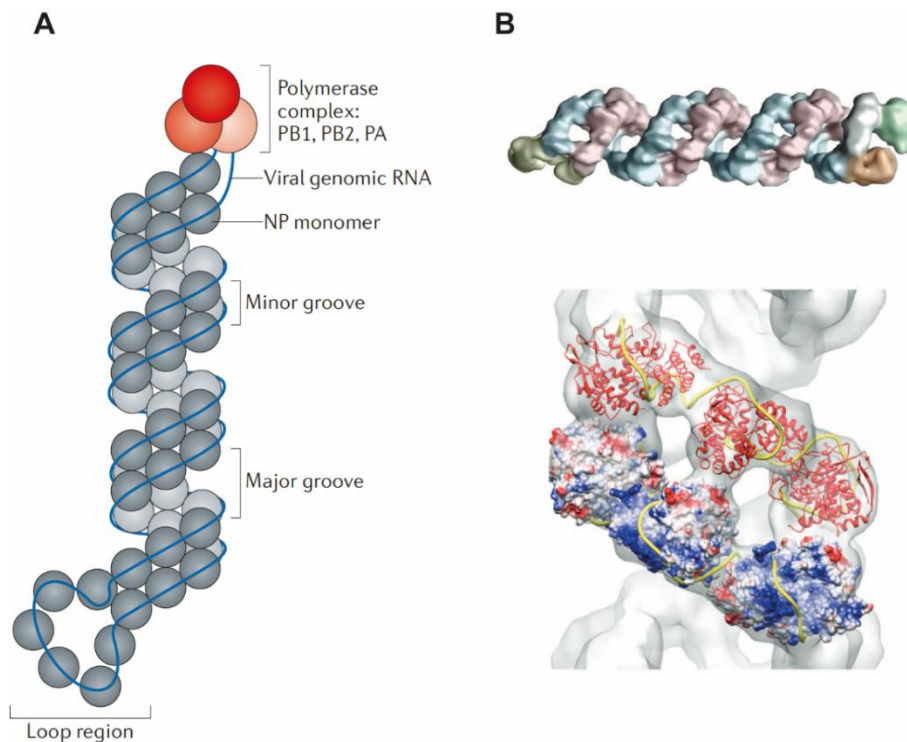 A
B
Polymerase
complex:
PB1, PB2, PA
Viral genomic RNA
NP monomer
Minor groove
Major groove
Loop region